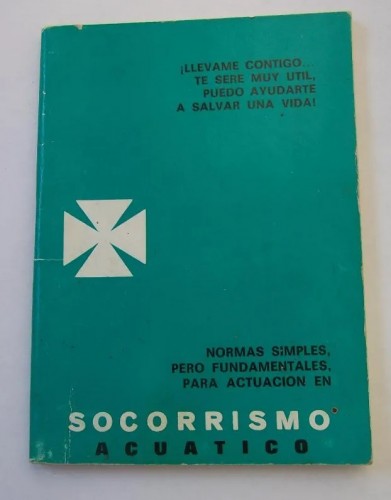 ¡LLEVAME CONTIGO...
TE SERE MUY UTIL,
PUEDO AYUDARTE
A SALVAR UNA VIDA!
NORMAS SIMPLES,
PERO FUNDAMENTALES,
PARA ACTUACION EN
SOCORRISMO
ACUATICO